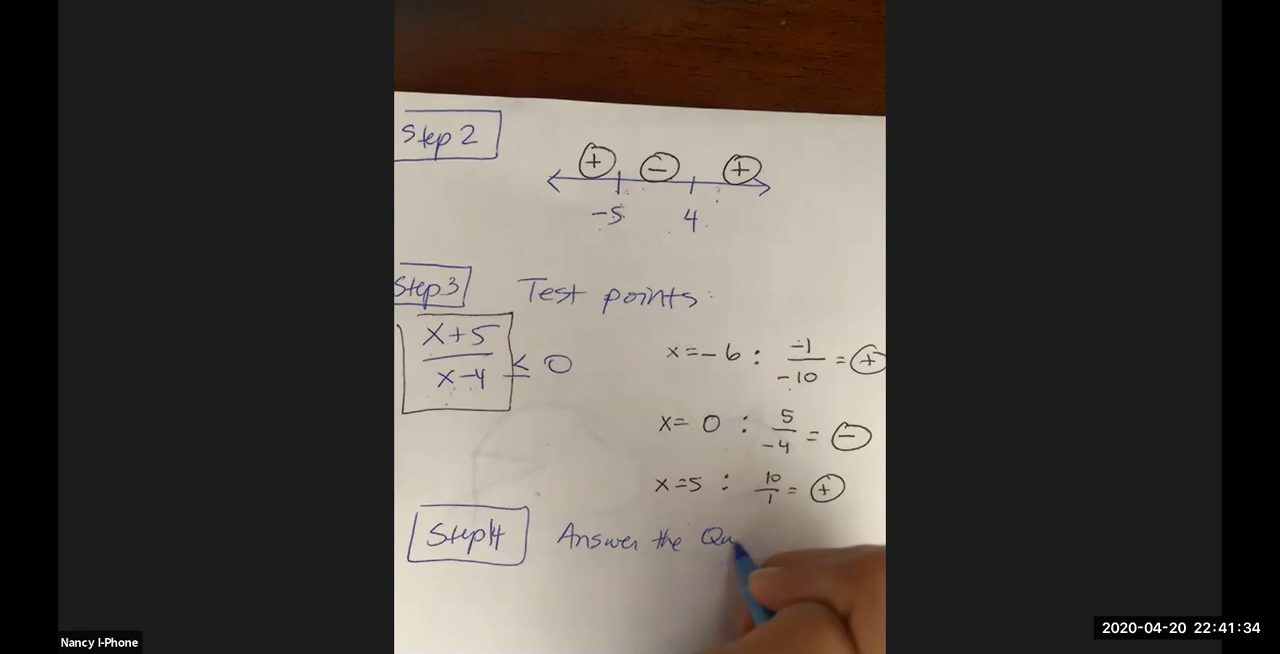 Step 2
+ - +
-5 4
Step 3 Test points:
x+5
x-4
≤ 0
x=-6 : -1/-10 = +
x= 0 : 5/-4 = -
x=5 : 10/1 = +
Step 4 Answer the Qu
Nancy I-Phone
2020-04-20 22:41:34